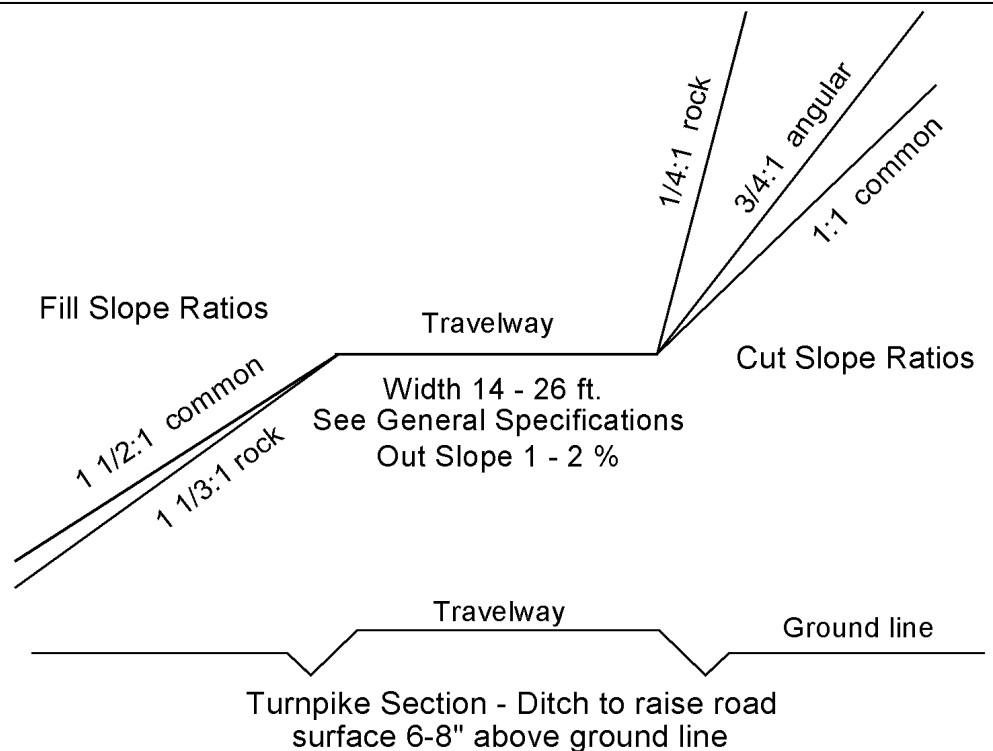 1/4:1 rock
3/4:1 angular
1:1 common
Fill Slope Ratios
Travelway
Cut Slope Ratios
Width 14 - 26 ft.
See General Specifications
Out Slope 1 - 2 %
1 1/2:1 common
1 1/3:1 rock
Travelway
Ground line
Turnpike Section - Ditch to raise road
surface 6-8" above ground line